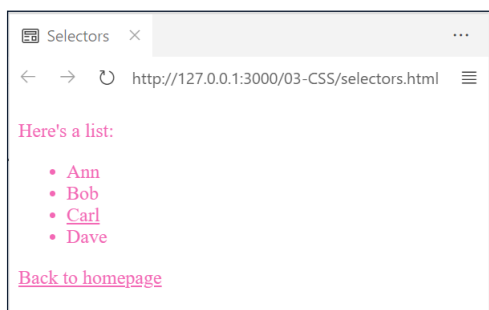 Selectors
http://127.0.0.1:3000/03-CSS/selectors.html
Here's a list:
• Ann
• Bob
• Carl
• Dave
Back to homepage